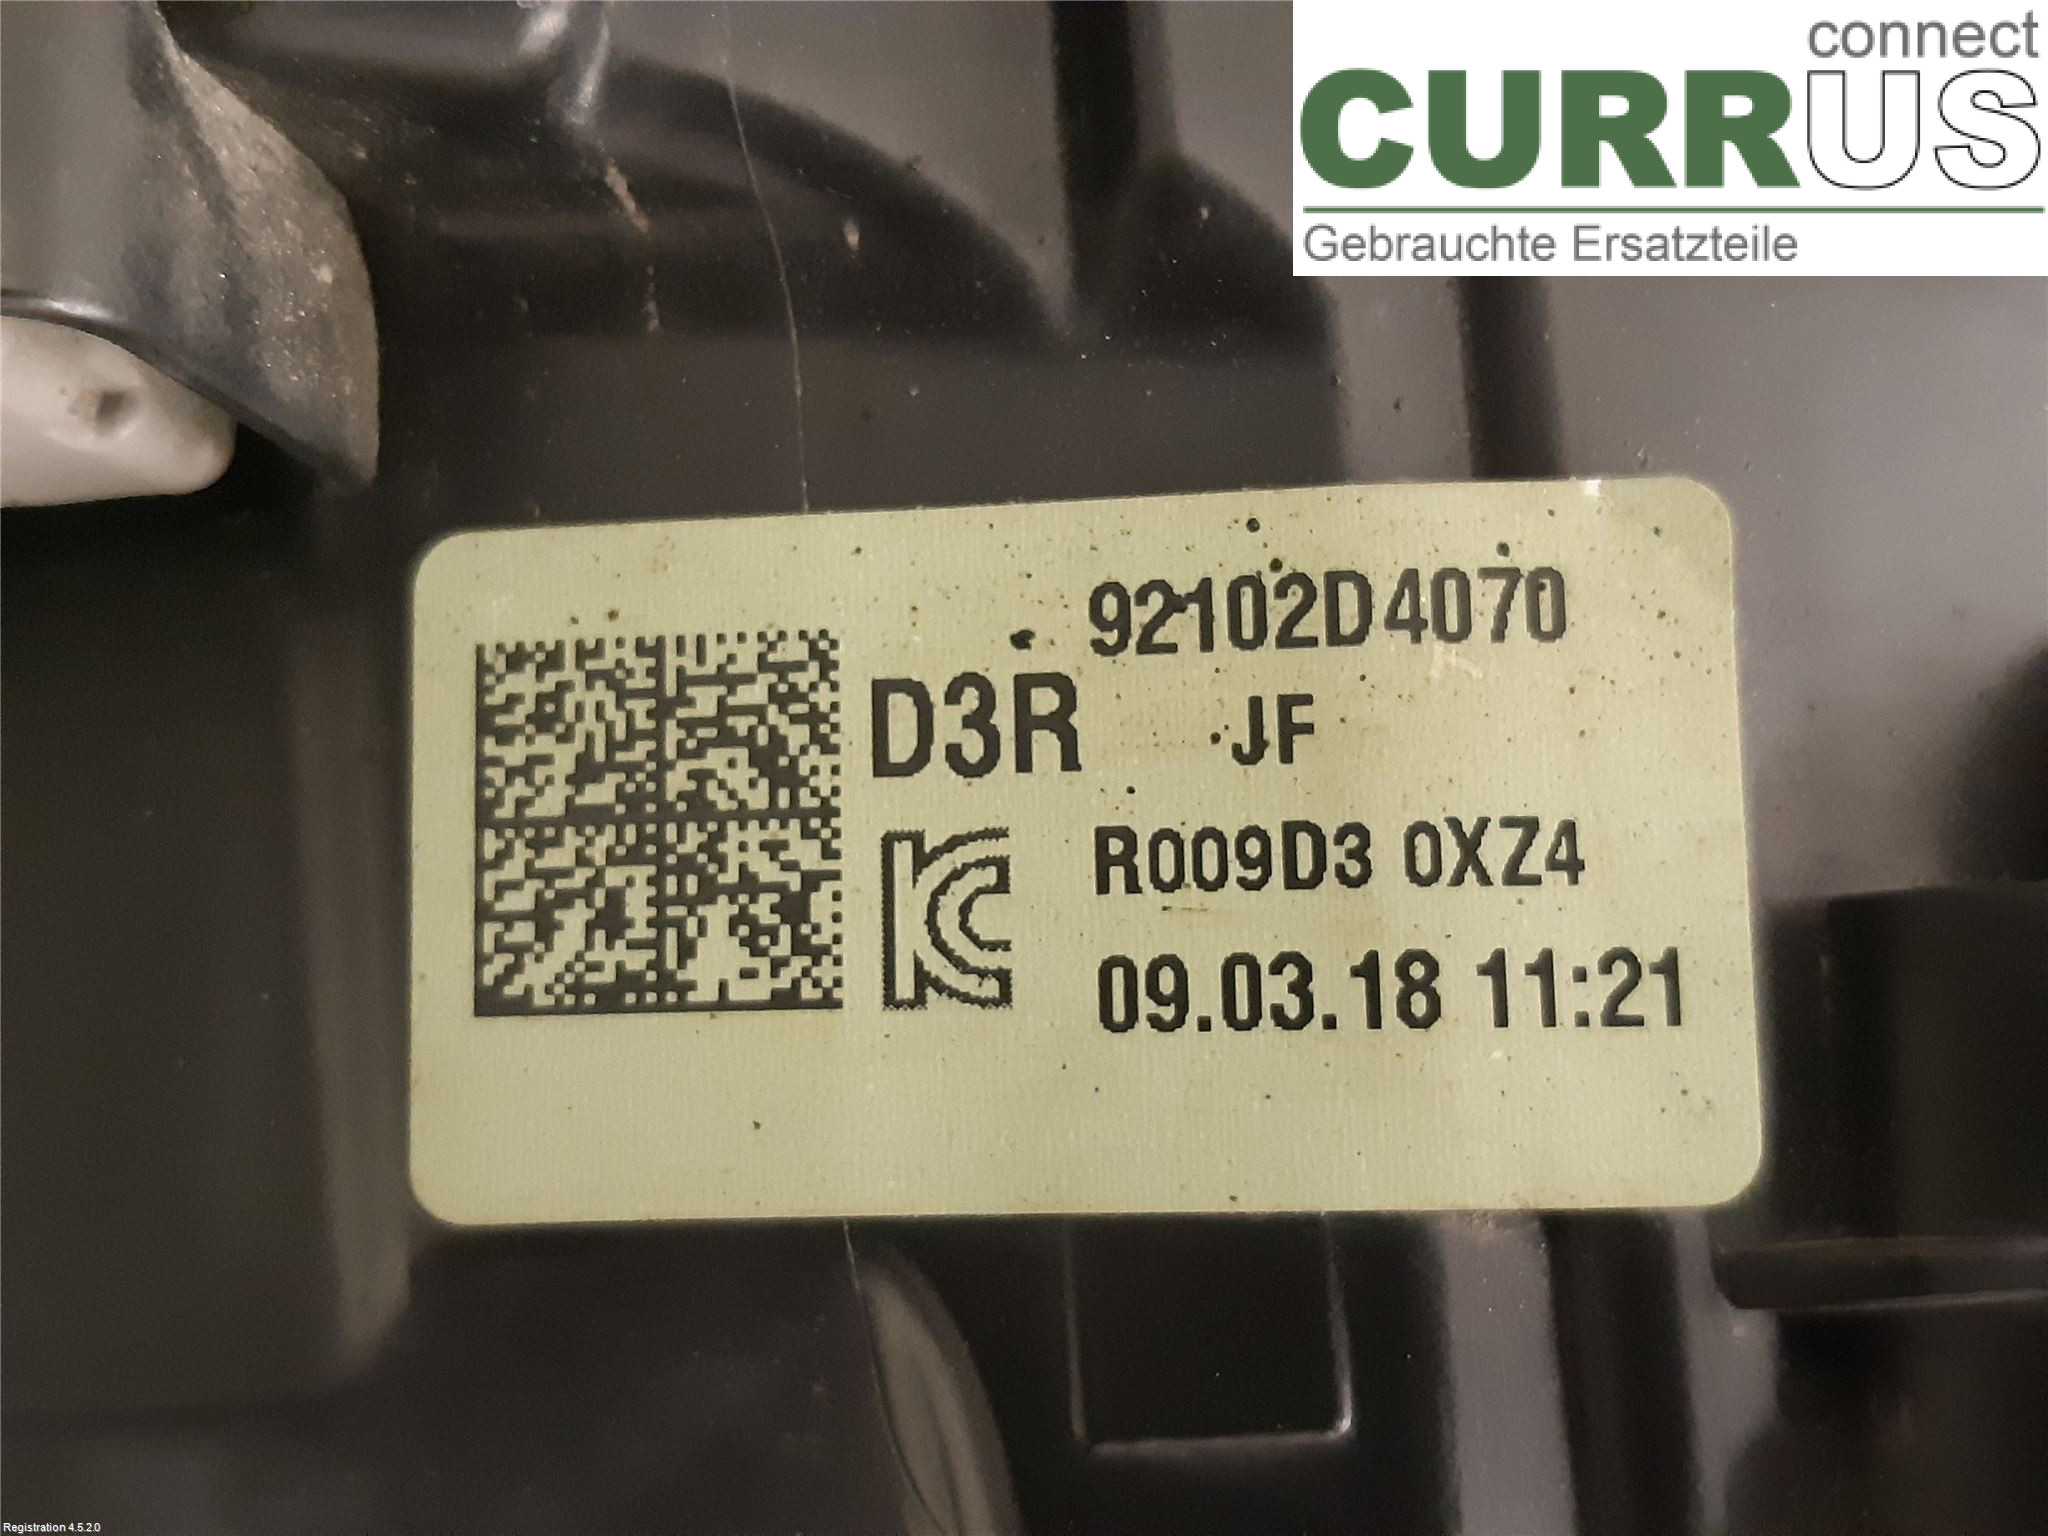 connect
CURRUS
Gebrauchte Ersatzteile
92102D4070
D3R
JF
R009D3 0XZ4
09.03.18 11:21
Registration 4.5.2.0